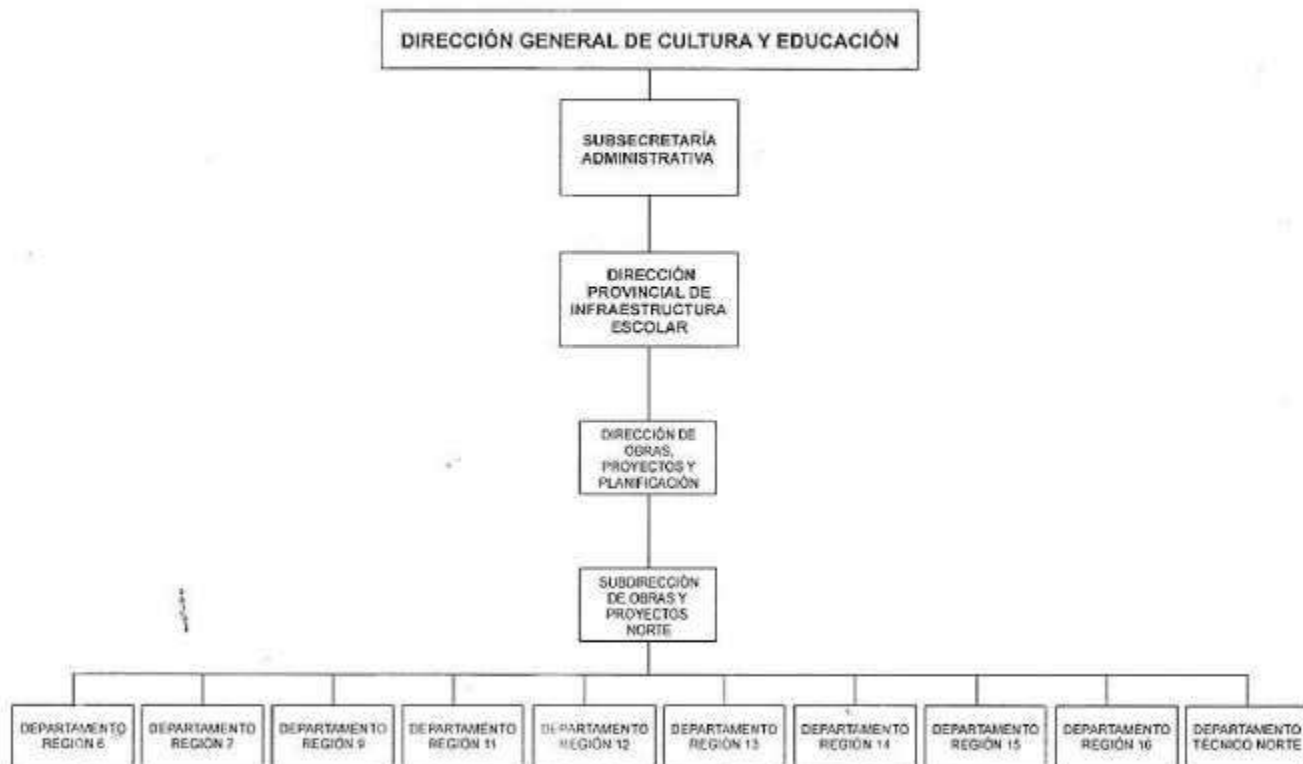 DIRECCIÓN GENERAL DE CULTURA Y EDUCACIÓN
SUBSECRETARÍA
ADMINISTRATIVA
DIRECCIÓN
PROVINCIAL DE
INFRAESTRUCTURA
ESCOLAR
DIRECCIÓN DE
OBRAS,
PROYECTOS Y
PLANIFICACIÓN
SUBDIRECCIÓN
DE OBRAS Y
PROYECTOS
NORTE
DEPARTAMENTO
REGIÓN 6
DEPARTAMENTO
REGIÓN 7
DEPARTAMENTO
REGIÓN 9
DEPARTAMENTO
REGIÓN 11
DEPARTAMENTO
REGIÓN 12
DEPARTAMENTO
REGIÓN 13
DEPARTAMENTO
REGIÓN 14
DEPARTAMENTO
REGIÓN 15
DEPARTAMENTO
REGIÓN 16
DEPARTAMENTO
TÉCNICO NORTE